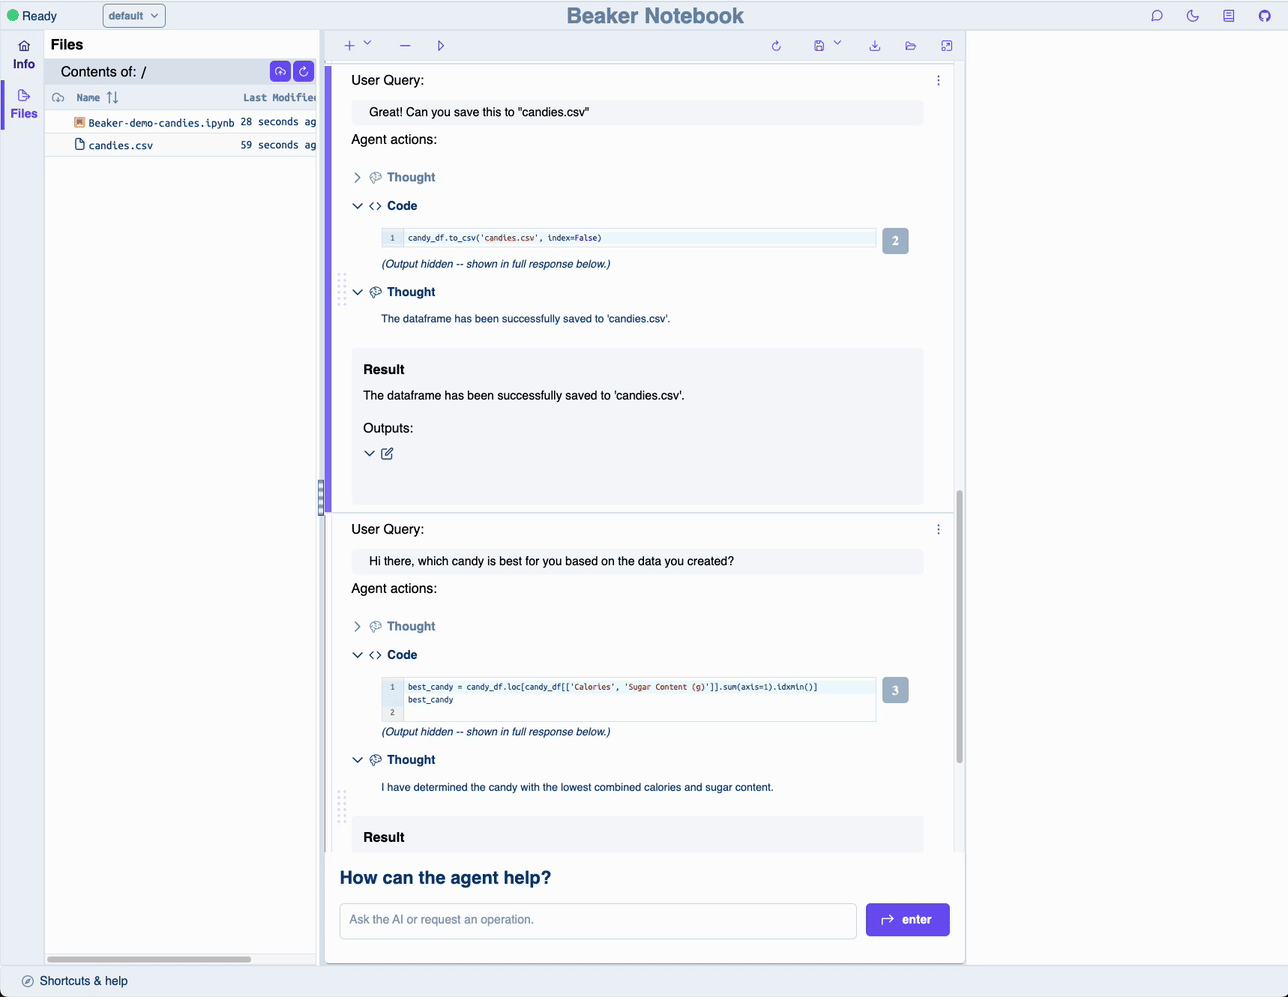 Ready
default
Beaker Notebook
Info
Files
Files
Contents of: /
Name
Last Modifie
Beaker-demo-candies.ipynb 28 seconds ag
candies.csv 59 seconds ag
User Query:
Great! Can you save this to "candies.csv"
Agent actions:
Thought
Code
1 candy_df.to_csv('candies.csv', index=False)
2
(Output hidden -- shown in full response below.)
Thought
The dataframe has been successfully saved to 'candies.csv'.
Result
The dataframe has been successfully saved to 'candies.csv'.
Outputs:
User Query:
Hi there, which candy is best for you based on the data you created?
Agent actions:
Thought
Code
1 best_candy = candy_df.loc[candy_df[['Calories', 'Sugar Content (g)']].sum(axis=1).idxmin()]
best_candy
2
3
(Output hidden -- shown in full response below.)
Thought
I have determined the candy with the lowest combined calories and sugar content.
Result
How can the agent help?
Ask the AI or request an operation.
enter
Shortcuts & help